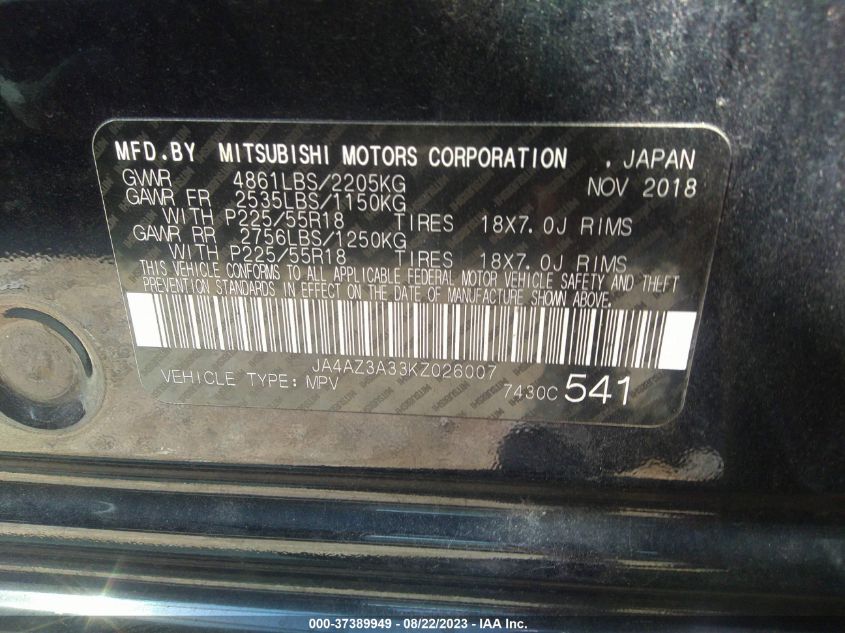 MFD.BY MITSUBISHI MOTORS CORPORATION , JAPAN
GVWR 4861LBS/2205KG NOV 2018
GAWR FR 2535LBS/1150KG
WITH P225/55R18 TIRES 18X7.0J RIMS
GAWR RR 2756LBS/1250KG
WITH P225/55R18 TIRES 18X7.0J RIMS
THIS VEHICLE CONFORMS TO ALL APPLICABLE FEDERAL MOTOR VEHICLE SAFETY AND THEFT
PREVENTION STANDARDS IN EFFECT ON THE DATE OF MANUFACTURE SHOWN ABOVE.
JA4AZ3A33KZ026007
VEHICLE TYPE:MPV 7430C 541
000-37389949 - 08/22/2023 - IAA Inc.